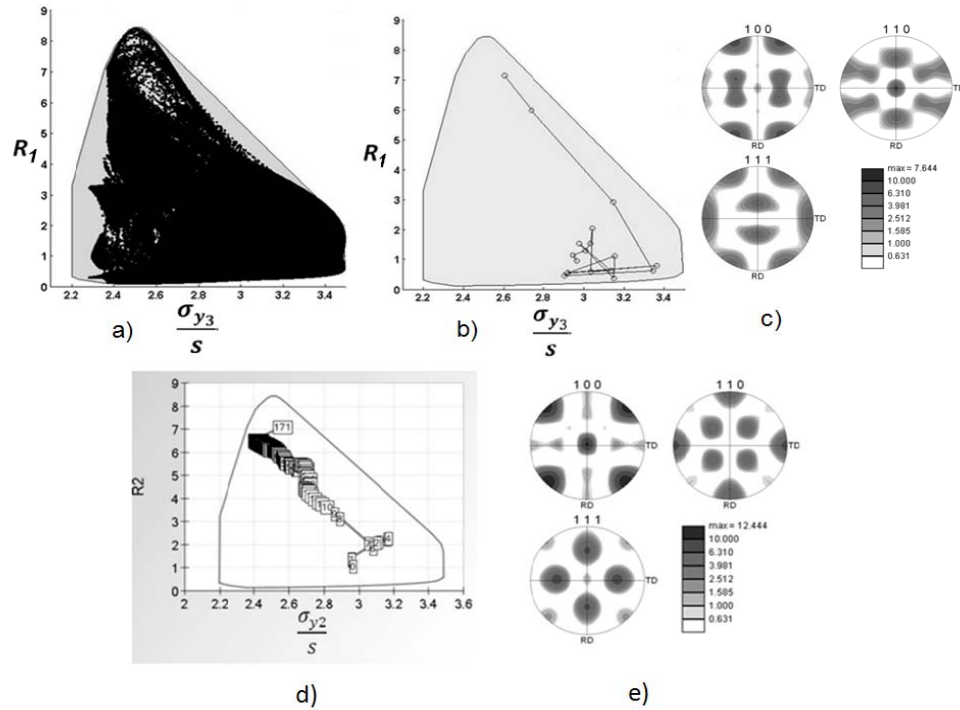 9
8
7
6
5
4
3
2
1
0
R1
2.2 2.4 2.6 2.8 3 3.2 3.4
σy3
s
a)
9
8
7
6
5
4
3
2
1
0
R1
2.2 2.4 2.6 2.8 3 3.2 3.4
σy3
s
b)
1 0 0
TD
RD
1 1 0
TD
RD
1 1 1
TD
RD
max = 7.644
10.000
6.310
3.981
2.512
1.585
1.000
0.631
c)
9
8
7
6
5
4
3
2
1
0
R2
171
2 2.2 2.4 2.6 2.8 3 3.2 3.4 3.6
σy2
s
d)
1 0 0
TD
RD
1 1 0
TD
RD
1 1 1
TD
RD
max = 12.444
10.000
6.310
3.981
2.512
1.585
1.000
0.631
e)